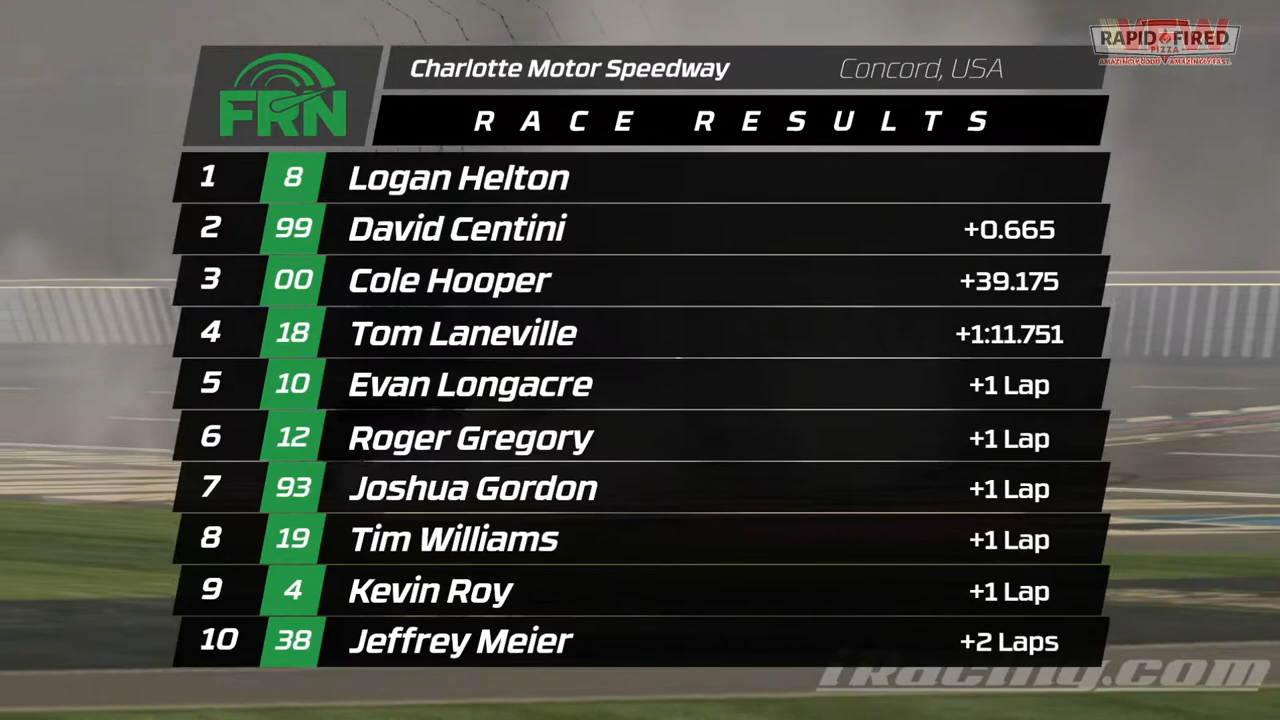 RAPID FIRED
PIZZA
FRN
Charlotte Motor Speedway Concord, USA
RACE RESULTS
1 8 Logan Helton
2 99 David Centini +0.665
3 00 Cole Hooper +39.175
4 18 Tom Laneville +1:11.751
5 10 Evan Longacre +1 Lap
6 12 Roger Gregory +1 Lap
7 93 Joshua Gordon +1 Lap
8 19 Tim Williams +1 Lap
9 4 Kevin Roy +1 Lap
10 38 Jeffrey Meier +2 Laps
iRacing.com